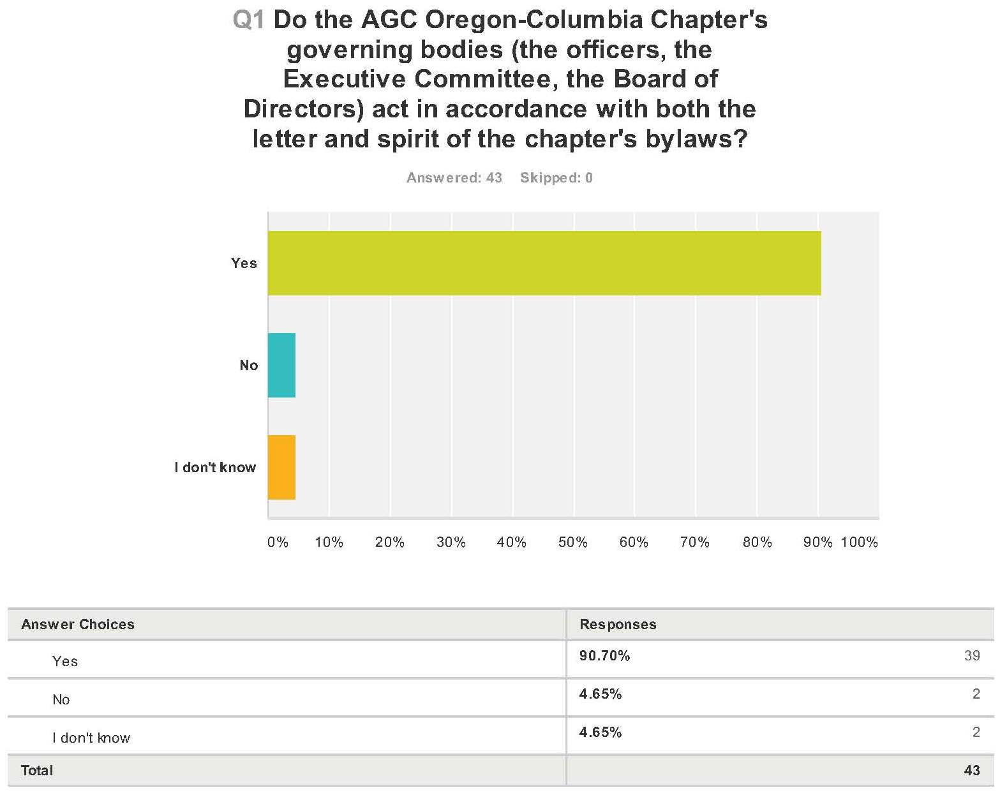 Q1 Do the AGC Oregon-Columbia Chapter's
governing bodies (the officers, the
Executive Committee, the Board of
Directors) act in accordance with both the
letter and spirit of the chapter's bylaws?
Answered: 43 Skipped: 0
Yes
No
I don't know
0% 10% 20% 30% 40% 50% 60% 70% 80% 90% 100%
Answer Choices Responses
Yes 90.70% 39
No 4.65% 2
I don't know 4.65% 2
Total 43